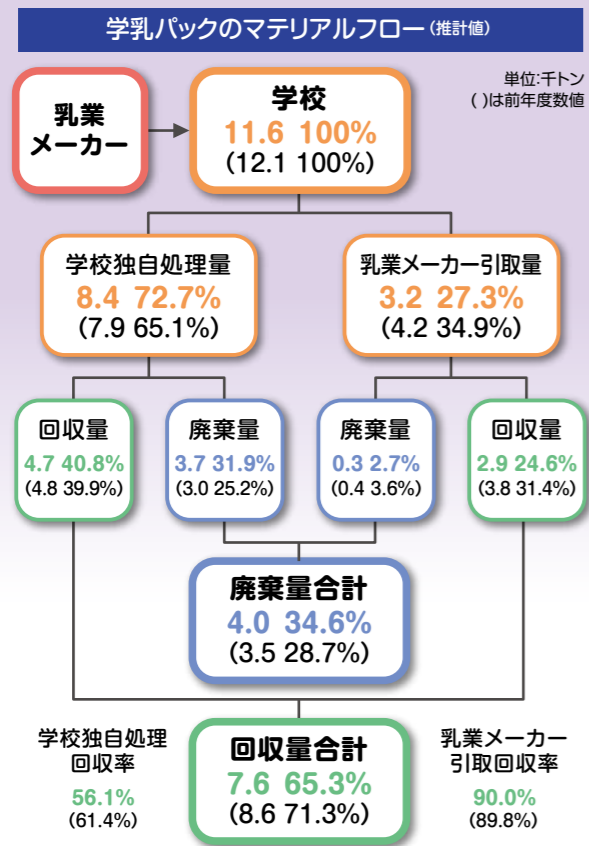 学乳パックのマテリアルフロー(推計値)
単位:千トン
( )は前年度数値
乳業
メーカー
学校
11.6 100%
(12.1 100%)
学校独自処理量
8.4 72.7%
(7.9 65.1%)
乳業メーカー引取量
3.2 27.3%
(4.2 34.9%)
回収量
4.7 40.8%
(4.8 39.9%)
廃棄量
3.7 31.9%
(3.0 25.2%)
廃棄量
0.3 2.7%
(0.4 3.6%)
回収量
2.9 24.6%
(3.8 31.4%)
廃棄量合計
4.0 34.6%
(3.5 28.7%)
学校独自処理
回収率
56.1%
(61.4%)
回収量合計
7.6 65.3%
(8.6 71.3%)
乳業メーカー
引取回収率
90.0%
(89.8%)